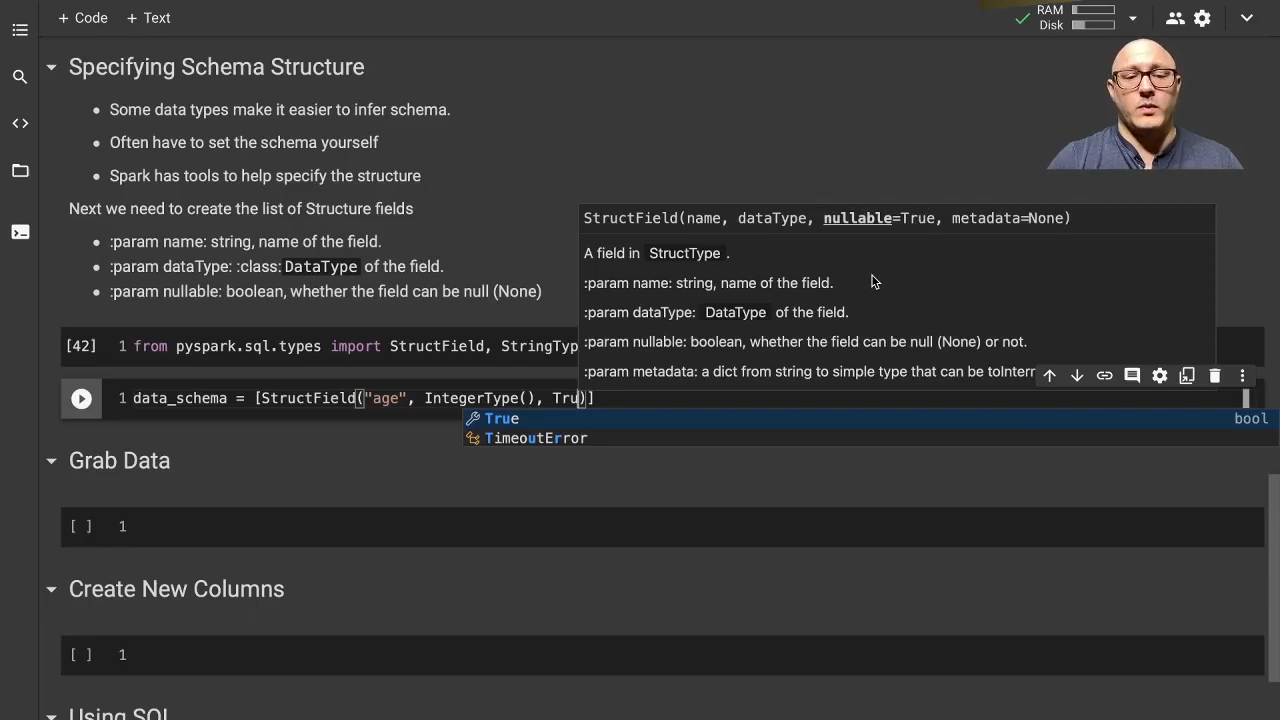 + Code + Text
RAM
Disk
Specifying Schema Structure
Some data types make it easier to infer schema.
Often have to set the schema yourself
Spark has tools to help specify the structure
Next we need to create the list of Structure fields
:param name: string, name of the field.
:param dataType: :class:DataType of the field.
:param nullable: boolean, whether the field can be null (None)
StructField(name, dataType, nullable=True, metadata=None)
A field in StructType .
:param name: string, name of the field.
:param dataType: DataType of the field.
:param nullable: boolean, whether the field can be null (None) or not.
:param metadata: a dict from string to simple type that can be toIntern
[42] 1 from pyspark.sql.types import StructField, StringTyp
1 data_schema = [StructField("age", IntegerType(), Tru)]
True bool
TimeoutError
Grab Data
[ ] 1
Create New Columns
[ ] 1
Using SQL